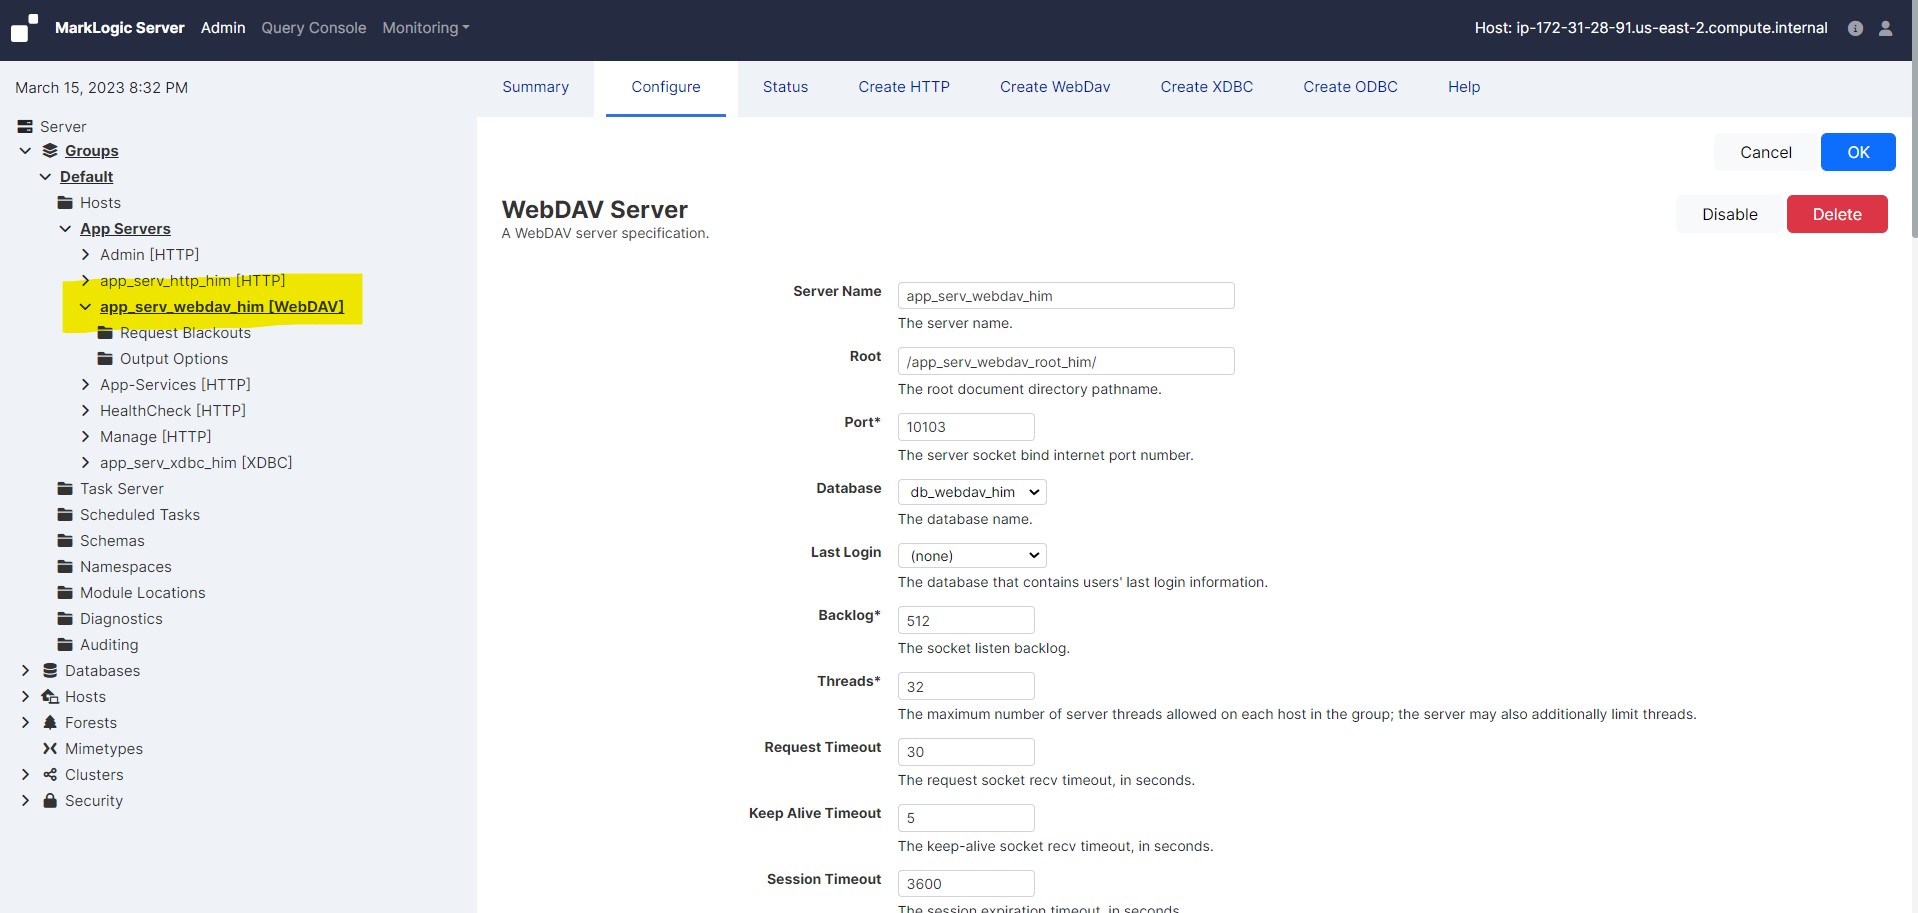 MarkLogic Server Admin Query Console Monitoring Host: ip-172-31-28-91.us-east-2.compute.internal
March 15, 2023 8:32 PM
Server
Groups
Default
Hosts
App Servers
Admin [HTTP]
app_serv_http_him [HTTP]
app_serv_webdav_him [WebDAV]
Request Blackouts
Output Options
App-Services [HTTP]
HealthCheck [HTTP]
Manage [HTTP]
app_serv_xdbc_him [XDBC]
Task Server
Scheduled Tasks
Schemas
Namespaces
Module Locations
Diagnostics
Auditing
Databases
Hosts
Forests
Mimetypes
Clusters
Security
Summary Configure Status Create HTTP Create WebDav Create XDBC Create ODBC Help
Cancel OK
WebDAV Server
A WebDAV server specification.
Disable Delete
Server Name app_serv_webdav_him
The server name.
Root /app_serv_webdav_root_him/
The root document directory pathname.
Port* 10103
The server socket bind internet port number.
Database db_webdav_him
The database name.
Last Login (none)
The database that contains users' last login information.
Backlog* 512
The socket listen backlog.
Threads* 32
The maximum number of server threads allowed on each host in the group; the server may also additionally limit threads.
Request Timeout 30
The request socket recv timeout, in seconds.
Keep Alive Timeout 5
The keep-alive socket recv timeout, in seconds.
Session Timeout 3600
The session expiration timeout, in seconds.